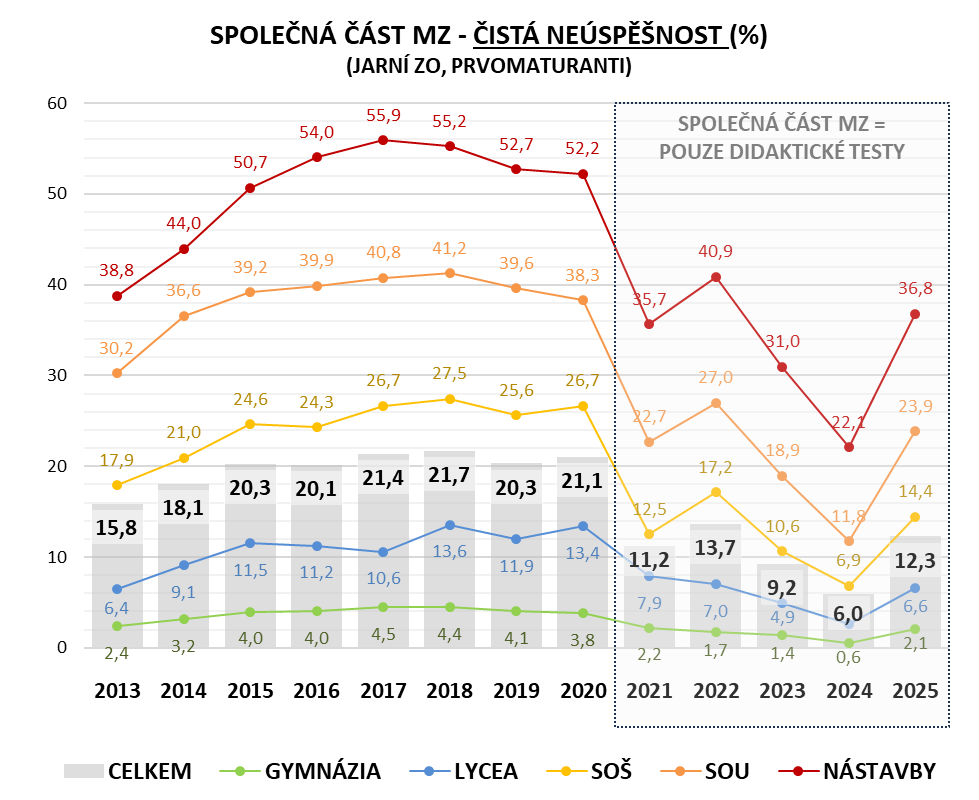 SPOLEČNÁ ČÁST MZ - ČISTÁ NEÚSPĚŠNOST (%)
(JARNÍ ZO, PRVOMATURANTI)
SPOLEČNÁ ČÁST MZ =
POUZE DIDAKTICKÉ TESTY
60
50
40
30
20
10
0
38,8 44,0 50,7 54,0 55,9 55,2 52,7 52,2 35,7 40,9 31,0 22,1 36,8
30,2 36,6 39,2 39,9 40,8 41,2 39,6 38,3 22,7 27,0 18,9 11,8 23,9
17,9 21,0 24,6 24,3 26,7 27,5 25,6 26,7 12,5 17,2 10,6 6,9 14,4
15,8 18,1 20,3 20,1 21,4 21,7 20,3 21,1 11,2 13,7 9,2 6,0 12,3
6,4 9,1 11,5 11,2 10,6 13,6 11,9 13,4 7,9 7,0 4,9 6,6
2,4 3,2 4,0 4,0 4,5 4,4 4,1 3,8 2,2 1,7 1,4 0,6 2,1
2013 2014 2015 2016 2017 2018 2019 2020 2021 2022 2023 2024 2025
CELKEM GYMNÁZIA LYCEA SOŠ SOU NÁSTAVBY